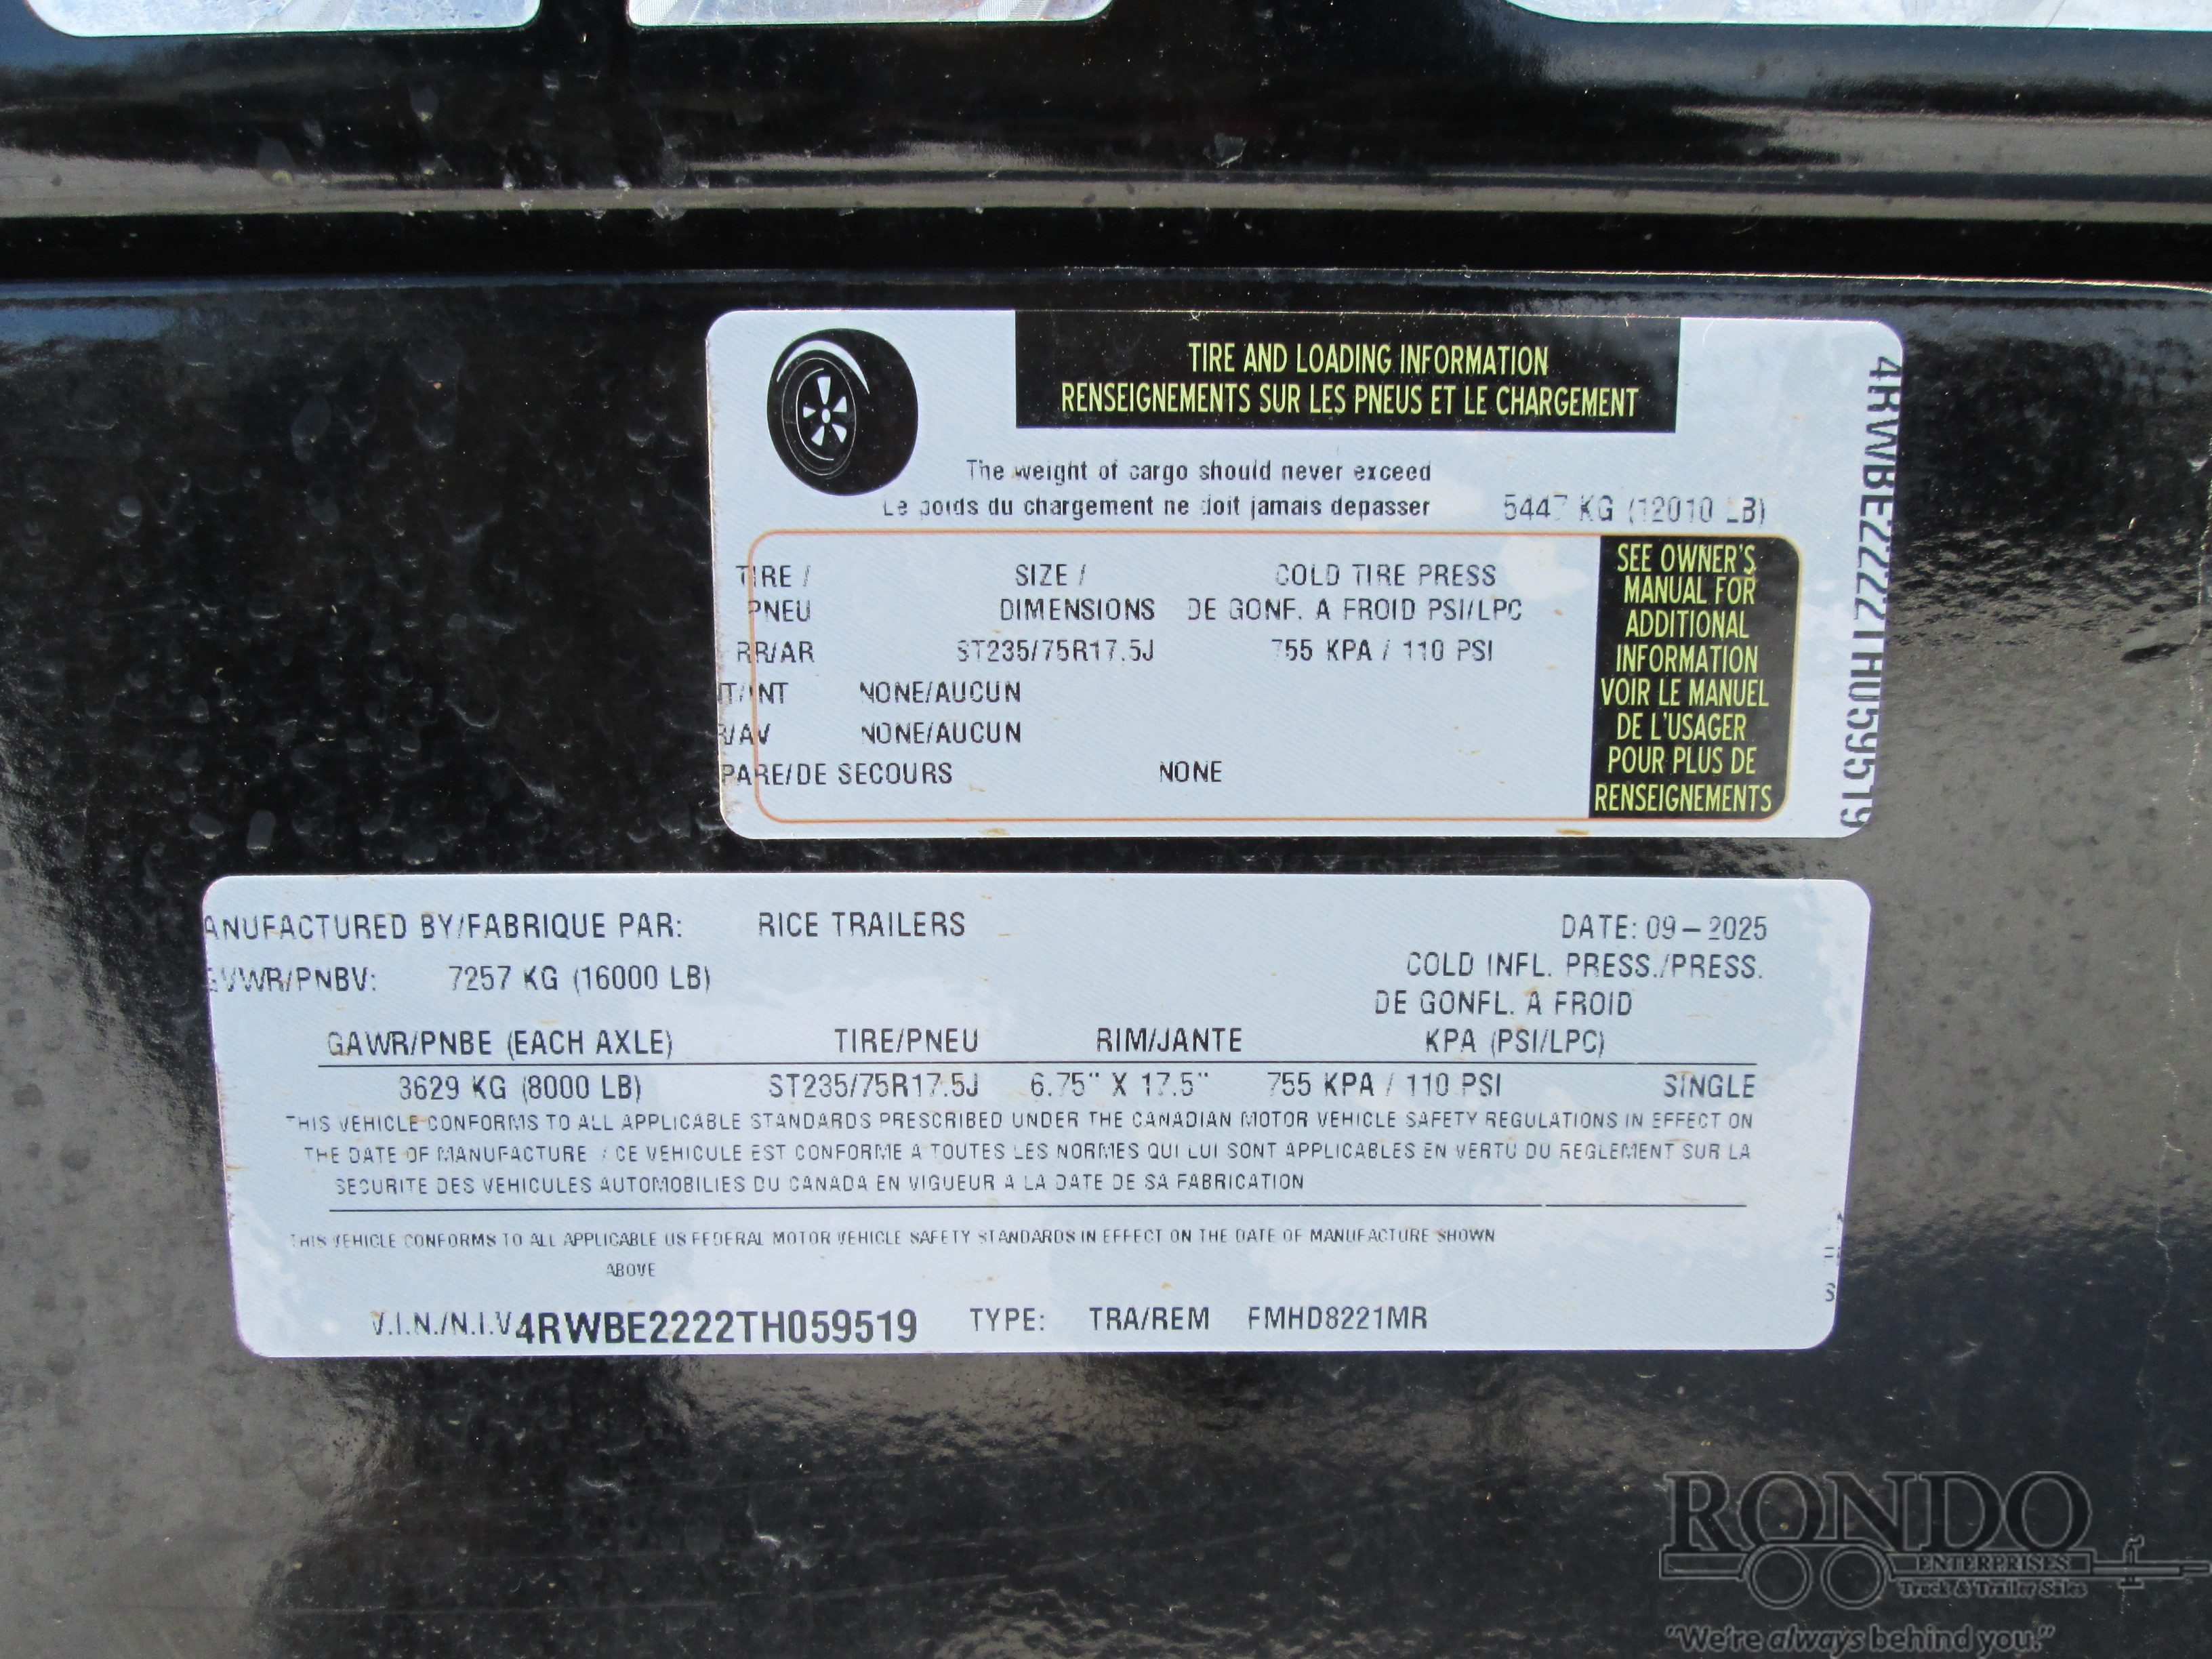 TIRE AND LOADING INFORMATION
RENSEIGNEMENTS SUR LES PNEUS ET LE CHARGEMENT
The weight of cargo should never exceed
Le poids du chargement ne doit jamais depasser 5447 KG (12010 LB)
TIRE / SIZE / COLD TIRE PRESS
PNEU DIMENSIONS DE GONF. A FROID PSI/LPC
RR/AR ST235/75R17.5J 755 KPA / 110 PSI
T/INT NONE/AUCUN
R/AV NONE/AUCUN
PARE/DE SECOURS NONE
SEE OWNER'S
MANUAL FOR
ADDITIONAL
INFORMATION
VOIR LE MANUEL
DE L'USAGER
POUR PLUS DE
RENSEIGNEMENTS
4RWBE2222TH059519
ANUFACTURED BY/FABRIQUE PAR: RICE TRAILERS DATE: 09-2025
GVWR/PNBV: 7257 KG (16000 LB) COLD INFL. PRESS./PRESS.
DE GONFL. A FROID
GAWR/PNBE (EACH AXLE) TIRE/PNEU RIM/JANTE KPA (PSI/LPC)
3629 KG (8000 LB) ST235/75R17.5J 6.75" X 17.5" 755 KPA / 110 PSI SINGLE
THIS VEHICLE CONFORMS TO ALL APPLICABLE STANDARDS PRESCRIBED UNDER THE CANADIAN MOTOR VEHICLE SAFETY REGULATIONS IN EFFECT ON
THE DATE OF MANUFACTURE / CE VEHICULE EST CONFORME A TOUTES LES NORMES QUI LUI SONT APPLICABLES EN VERTU DU REGLEMENT SUR LA
SECURITE DES VEHICULES AUTOMOBILIES DU CANADA EN VIGUEUR A LA DATE DE SA FABRICATION
THIS VEHICLE CONFORMS TO ALL APPLICABLE US FEDERAL MOTOR VEHICLE SAFETY STANDARDS IN EFFECT ON THE DATE OF MANUFACTURE SHOWN
ABOVE
V.I.N./N.I.V 4RWBE2222TH059519 TYPE: TRA/REM FMHD8221MR
RONDO
ENTERPRISES
Truck & Trailer Sales
"We're always behind you."